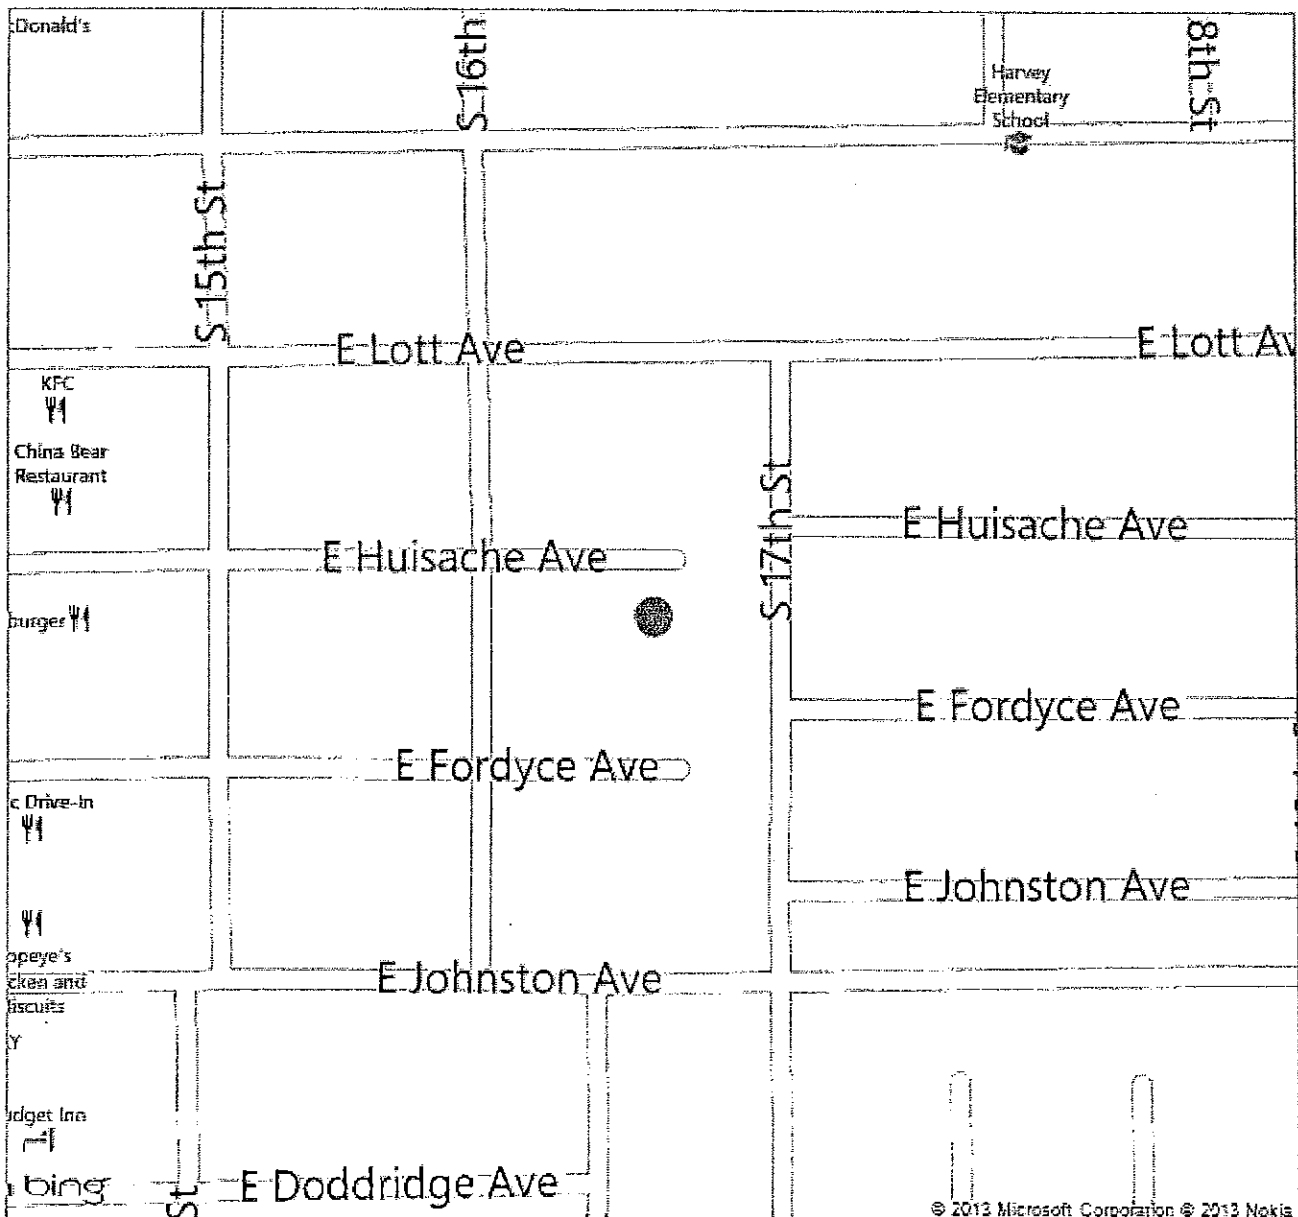 Donald's
S 16th
Harvey
Elementary
School
8th St
S 15th St
E Lott Ave
E Lott Av
KFC
China Bear
Restaurant
S 17th St
E Huisache Ave
E Huisache Ave
burger
E Fordyce Ave
E Fordyce Ave
c Drive-In
E Johnston Ave
opeye's
cken and
iscuits
E Johnston Ave
Y
udget Inn
bing
St
E Doddridge Ave
© 2013 Microsoft Corporation © 2013 Nokia